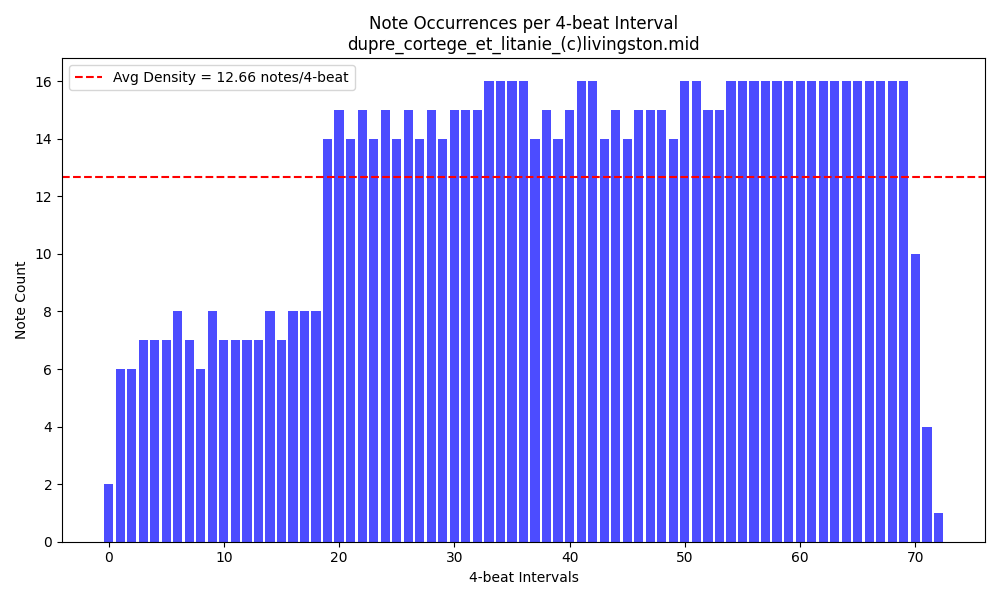 Note Occurrences per 4-beat Interval
dupre_cortege_et_litanie_(c)livingston.mid
Avg Density = 12.66 notes/4-beat
Note Count
16
14
12
10
8
6
4
2
0
0 10 20 30 40 50 60 70
4-beat Intervals